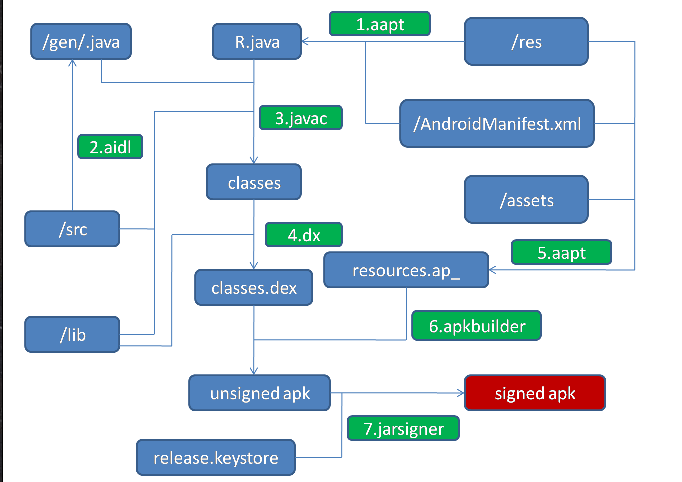 1.aapt
/gen/.java
R.java
/res
3.javac
/AndroidManifest.xml
2.aidl
classes
/assets
/src
4.dx
5.aapt
resources.ap_
classes.dex
6.apkbuilder
/lib
unsigned apk
signed apk
7.jarsigner
release.keystore